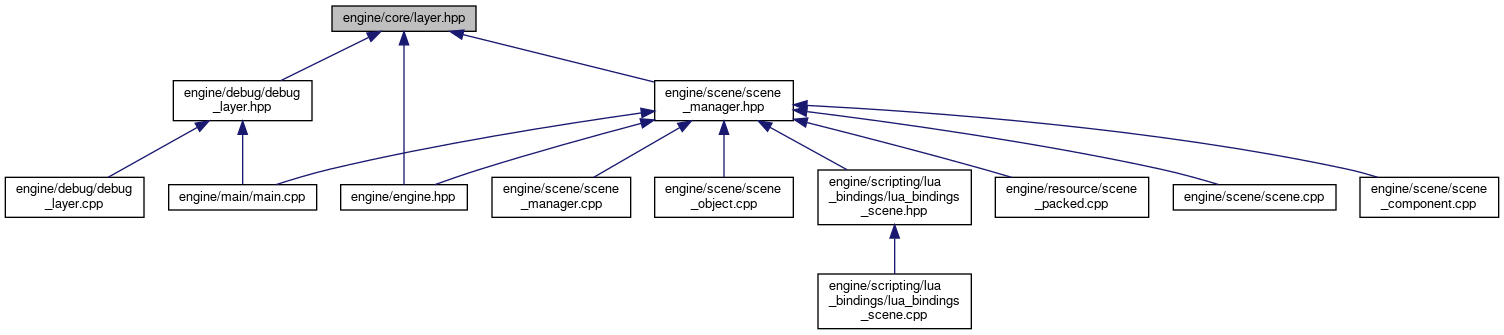 engine/core/layer.hpp
engine/debug/debug
_layer.hpp
engine/scene/scene
_manager.hpp
engine/debug/debug
_layer.cpp
engine/main/main.cpp
engine/engine.hpp
engine/scene/scene
_manager.cpp
engine/scene/scene
_object.cpp
engine/scripting/lua
_bindings/lua_bindings
_scene.hpp
engine/resource/scene
_packed.cpp
engine/scene/scene.cpp
engine/scene/scene
_component.cpp
engine/scripting/lua
_bindings/lua_bindings
_scene.cpp